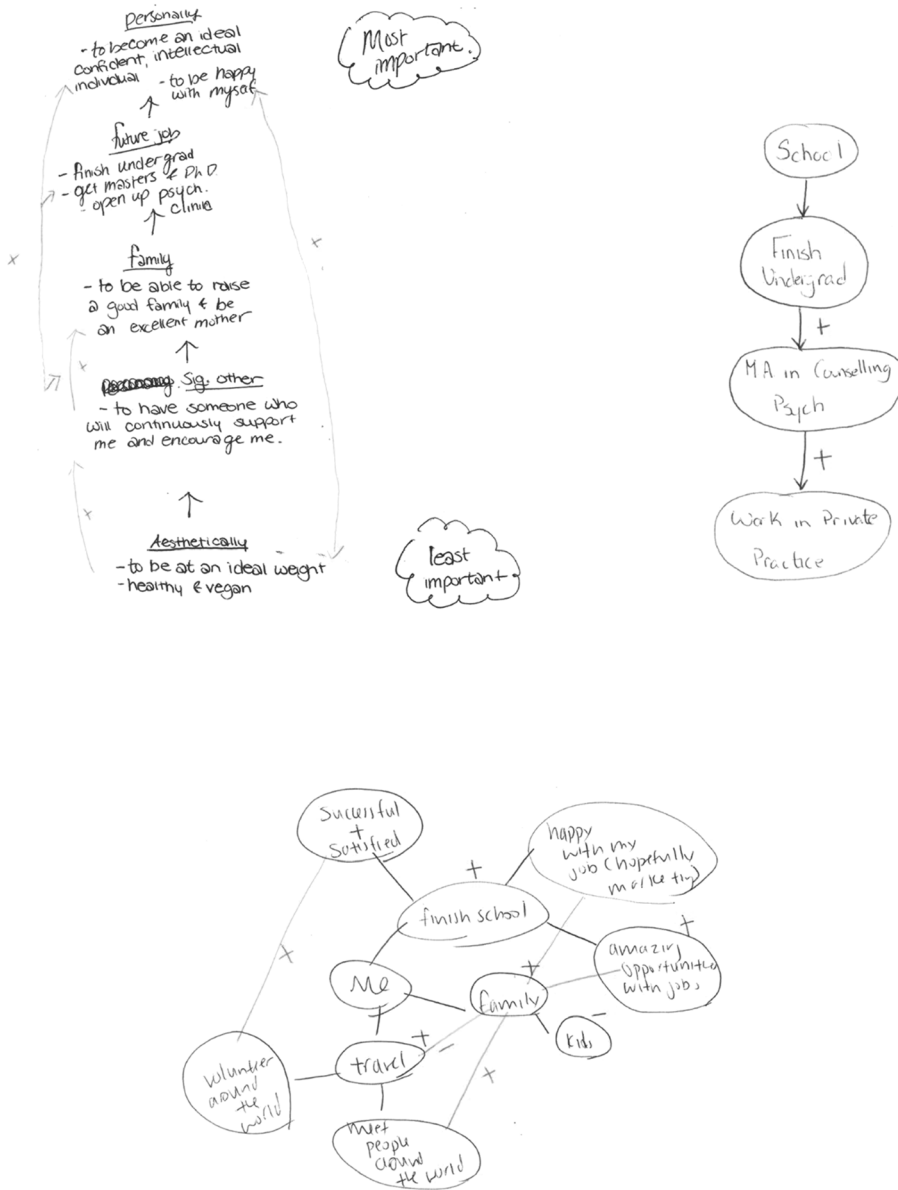 personally
- to become an ideal
confident, intellectual
individual
- to be happy
with myself
future job
- finish undergrad
- get masters & PhD
- open up psych.
clinic
family
- to be able to raise
a good family & be
an excellent mother
Sig. other
- to have someone who
will continuously support
me and encourage me.
Aesthetically
- to be at an ideal weight
- healthy & vegan
x
x
x
x
Most
important.
least
important
School
Finish
Undergrad
+
MA in Counselling
Psych
+
Work in Private
Practice
Successful
+
Satisfied
happy
with my
job (hopefully
marketing)
+
finish school
+
amazing
opportunities
with jobs
x
Me
+
family
-
kids
+
-
travel
volunteer
around
the
world
x
meet
people
around
the world